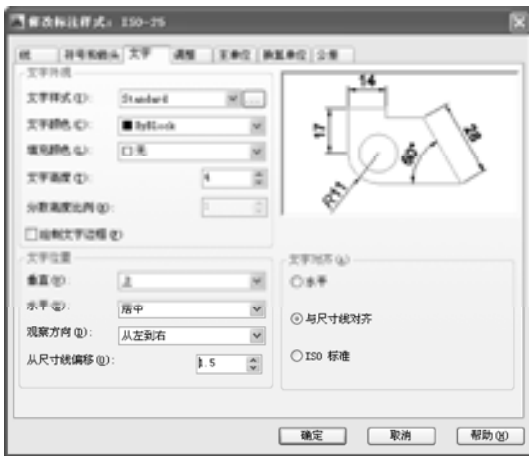 修改标注样式: ISO-25
线 符号和箭头 文字 调整 主单位 换算单位 公差
文字外观
文字样式(Y): Standard ...
文字颜色(C): ByBlock
填充颜色(L): 无
文字高度(T): 4
分数高度比例(H): 1
绘制文字边框(F)
文字位置
垂直(V): 上
水平(Z): 居中
观察方向(D): 从左到右
从尺寸线偏移(O): 1.5
14
17
28
60°
R11
文字对齐(A)
水平
与尺寸线对齐
ISO 标准
确定 取消 帮助(H)